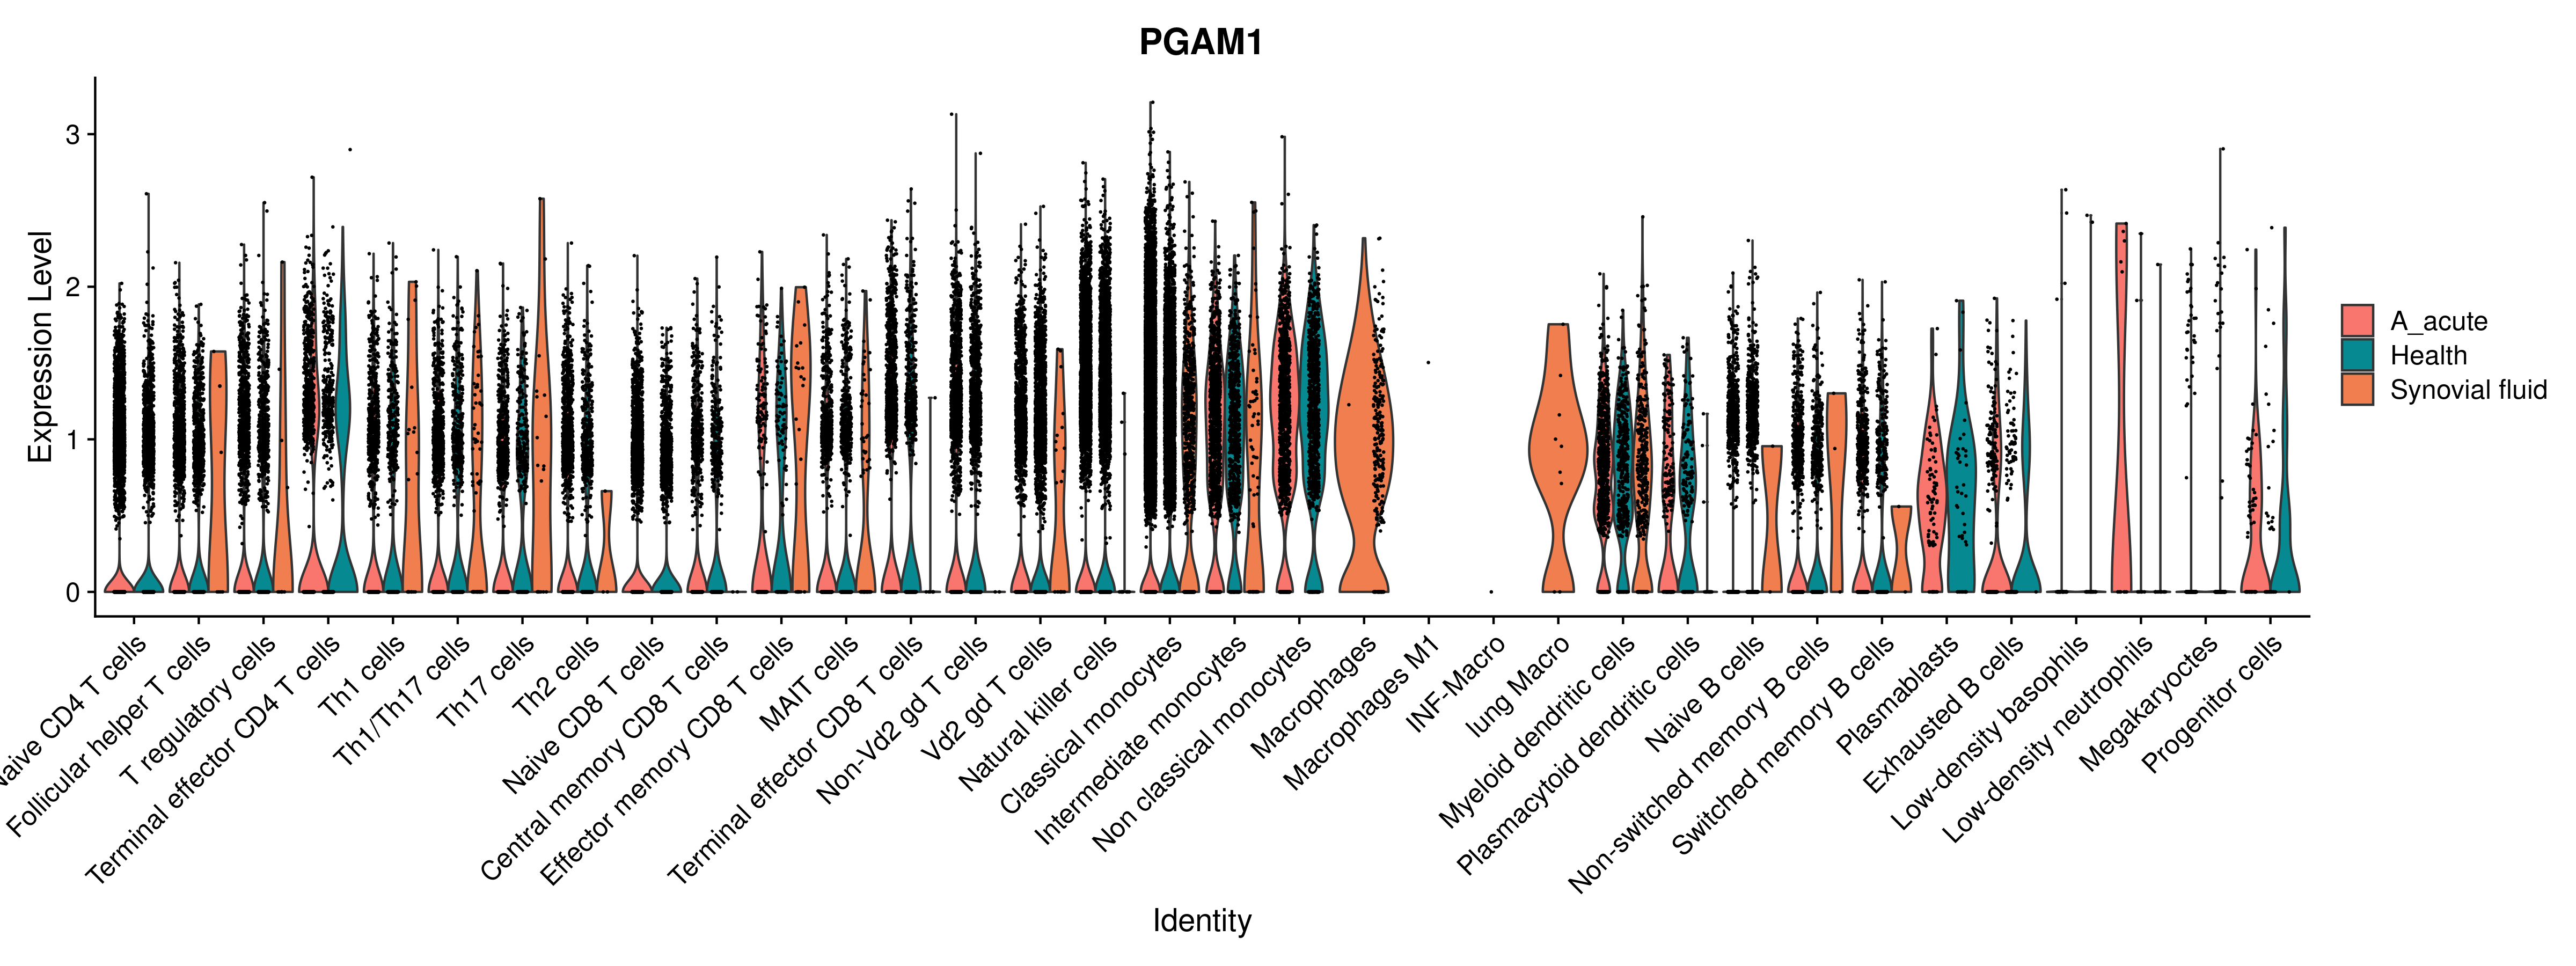 PGAM1
Expression Level
3
2
1
0
Naive CD4 T cells
Follicular helper T cells
T regulatory cells
Terminal effector CD4 T cells
Th1 cells
Th1/Th17 cells
Th17 cells
Th2 cells
Naive CD8 T cells
Central memory CD8 T cells
Effector memory CD8 T cells
MAIT cells
Terminal effector CD8 T cells
Non-Vd2 gd T cells
Vd2 gd T cells
Natural killer cells
Classical monocytes
Intermediate monocytes
Non classical monocytes
Macrophages
Macrophages M1
INF-Macro
lung Macro
Myeloid dendritic cells
Plasmacytoid dendritic cells
Naive B cells
Non-switched memory B cells
Switched memory B cells
Plasmablasts
Exhausted B cells
Low-density basophils
Low-density neutrophils
Megakaryoctes
Progenitor cells
Identity
A_acute
Health
Synovial fluid